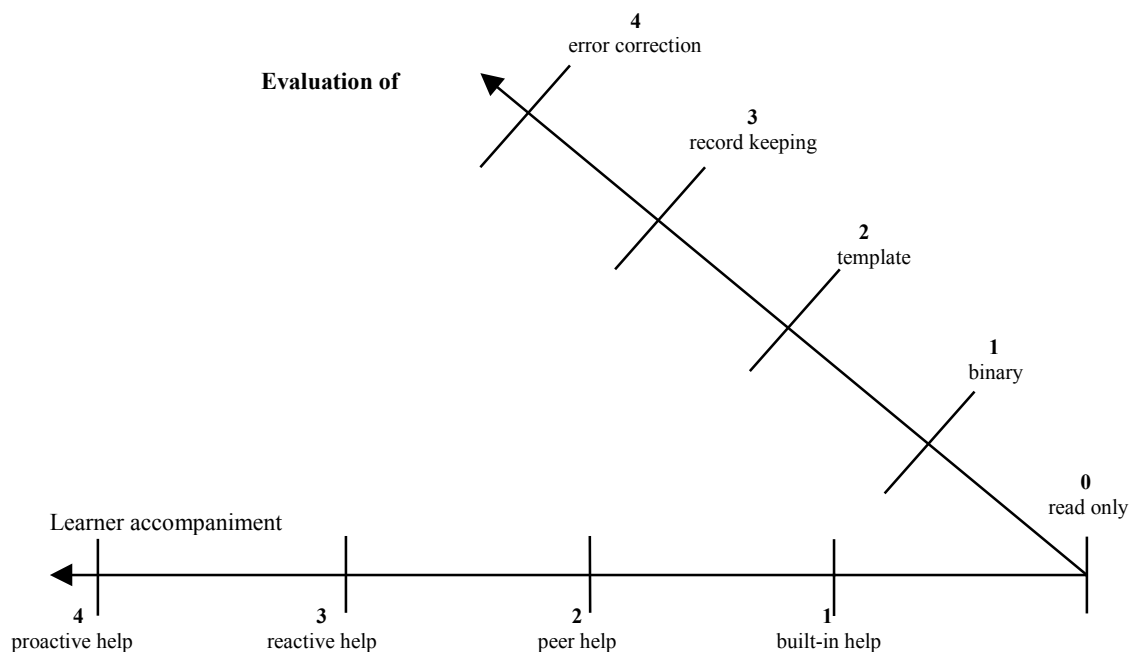 4
error correction
Evaluation of
3
record keeping
2
template
1
binary
0
read only
Learner accompaniment
4
proactive help
3
reactive help
2
peer help
1
built-in help